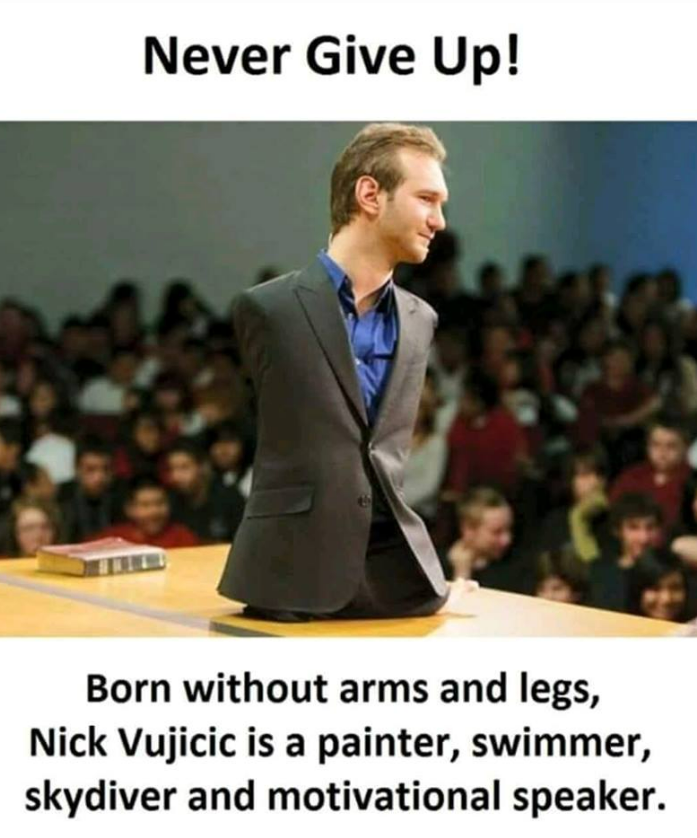 Never Give Up!
Born without arms and legs,
Nick Vujicic is a painter, swimmer,
skydiver and motivational speaker.